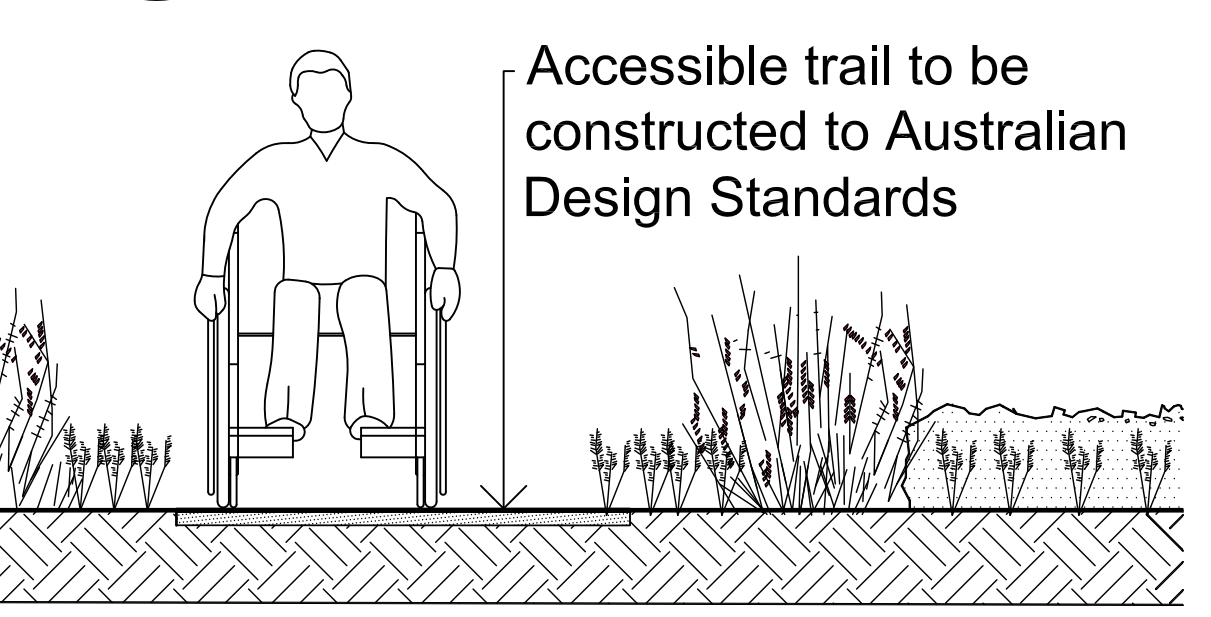 Accessible trail to be
constructed to Australian
Design Standards